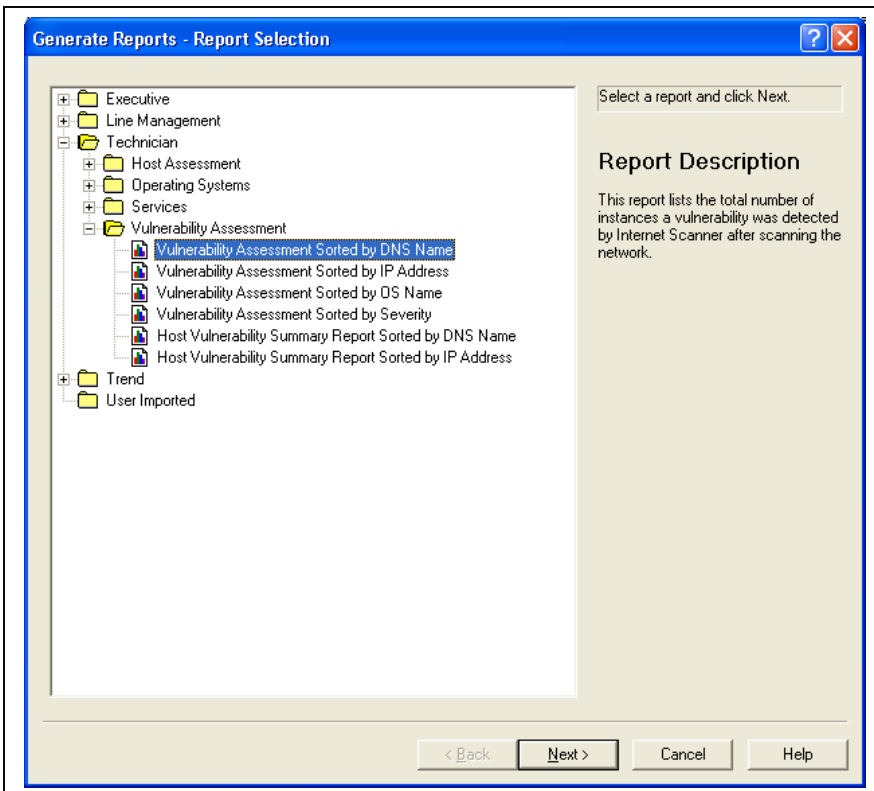 Generate Reports - Report Selection
Executive
Line Management
Technician
Host Assessment
Operating Systems
Services
Vulnerability Assessment
Vulnerability Assessment Sorted by DNS Name
Vulnerability Assessment Sorted by IP Address
Vulnerability Assessment Sorted by OS Name
Vulnerability Assessment Sorted by Severity
Host Vulnerability Summary Report Sorted by DNS Name
Host Vulnerability Summary Report Sorted by IP Address
Trend
User Imported
Select a report and click Next.
Report Description
This report lists the total number of
instances a vulnerability was detected
by Internet Scanner after scanning the
network.
< Back
Next >
Cancel
Help